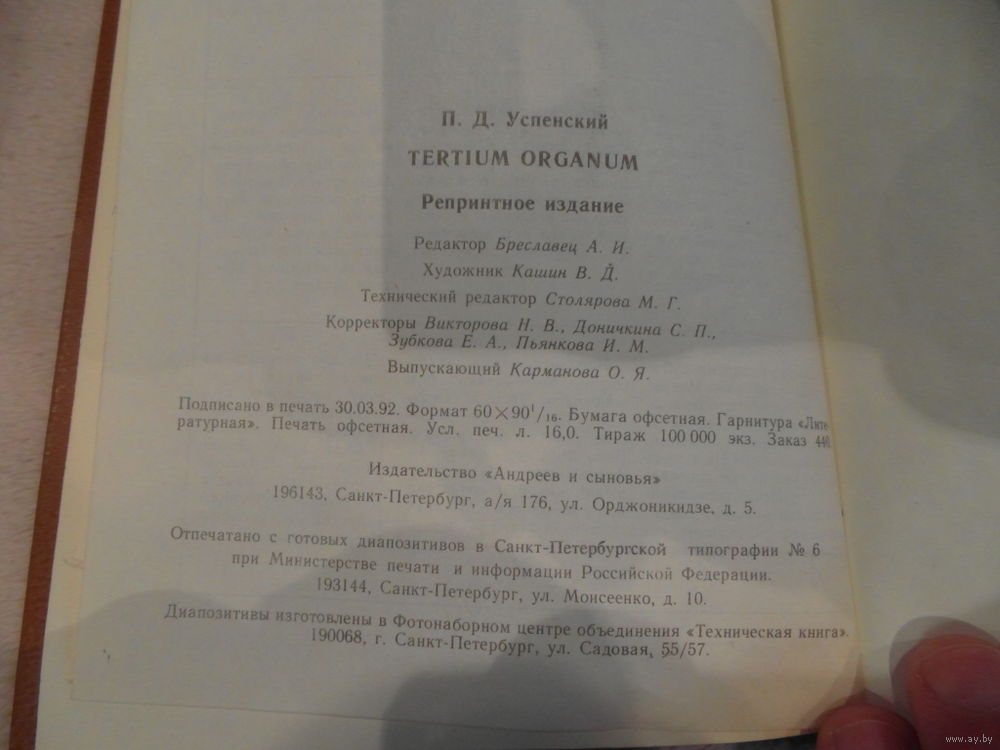 П. Д. Успенский
TERTIUM ORGANUM
Репринтное издание
Редактор Бреславец А. И.
Художник Кашин В. Д.
Технический редактор Столярова М. Г.
Корректоры Викторова Н. В., Доничкина С. П.,
Зубкова Е. А., Пьянкова И. М.
Выпускающий Карманова О. Я.
Подписано в печать 30.03.92. Формат 60×90¹/₁₆. Бумага офсетная. Гарнитура «Лите
ратурная». Печать офсетная. Усл. печ. л. 16,0. Тираж 100 000 экз. Заказ
Издательство «Андреев и сыновья»
196143, Санкт-Петербург, а/я 176, ул. Орджоникидзе, д. 5.
Отпечатано с готовых диапозитивов в Санкт-Петербургской типографии № 6
при Министерстве печати и информации Российской Федерации.
193144, Санкт-Петербург, ул. Моисеенко, д. 10.
Диапозитивы изготовлены в Фотонаборном центре объединения «Техническая книга».
190068, г. Санкт-Петербург, ул. Садовая, 55/57.
www.ay.by